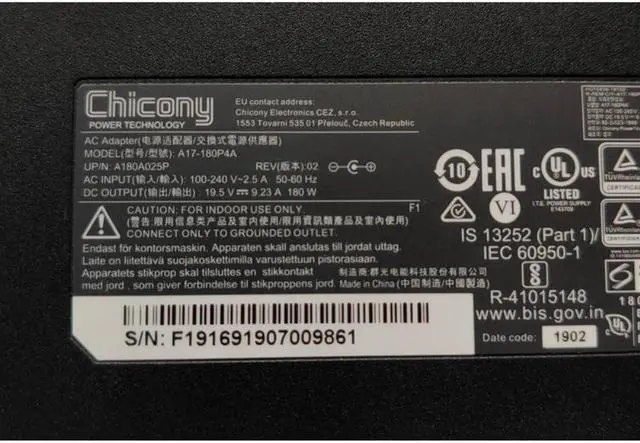 Chicony
POWER TECHNOLOGY
EU contact address:
Chicony Electronics CEZ, s.r.o.
1553 Tovarni 535 01 Přelouč, Czech Republic
AC Adapter(电源适配器/交換式電源供應器)
MODEL(型号/型號): A17-180P4A
UP/N: A180A025P REV(版本):02
AC INPUT(输入/輸入): 100-240 V~2.5 A 50-60 Hz
DC OUTPUT(输出/輸出): 19.5 V⎓9.23 A 180 W
CAUTION: FOR INDOOR USE ONLY. F1
(警告:限用信息类产品及室内使用/限用資訊類產品及室內使用)
CONNECT ONLY TO GROUNDED OUTLET.
Endast för kontorsmaskin. Apparaten skall anslutas till jordat uttag.
Laite on liitettävä suojakoskettimilla varustettuun pistorasiaan.
Apparatets stikprop skal tilsluttes en stikkontakt
med jord , som giver forbindelse til stikproppens jord.
制造商:群光电能科技股份有限公司
Made in China (中国制造/中國製造)
S/N: F191691907009861
10
EAC
c UL US
LISTED
I.T.E. POWER SUPPLY
E143709
VI
IS 13252 (Part 1)/
IEC 60950-1
R-41015148
www.bis.gov.in
Date code: 1902
TÜVRheinland